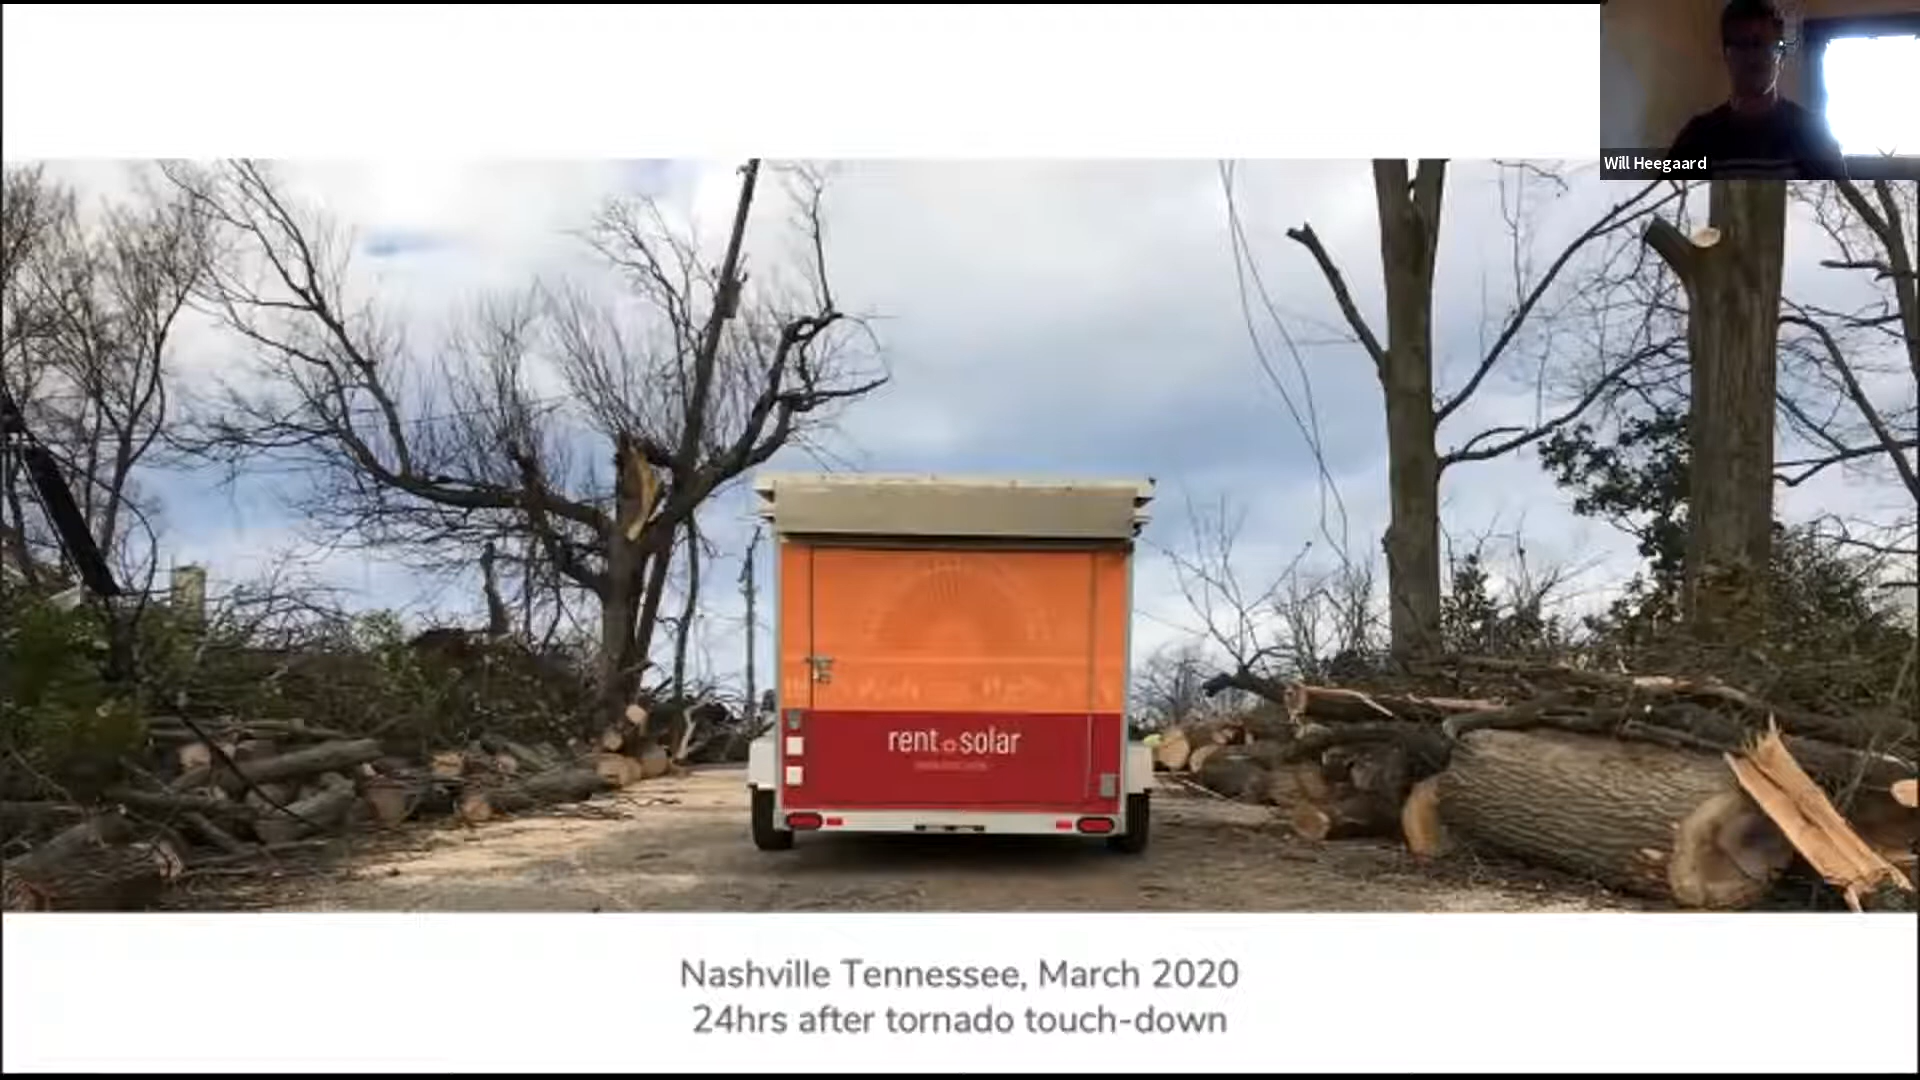 Will Heegaard
rent solar
Nashville Tennessee, March 2020
24hrs after tornado touch-down